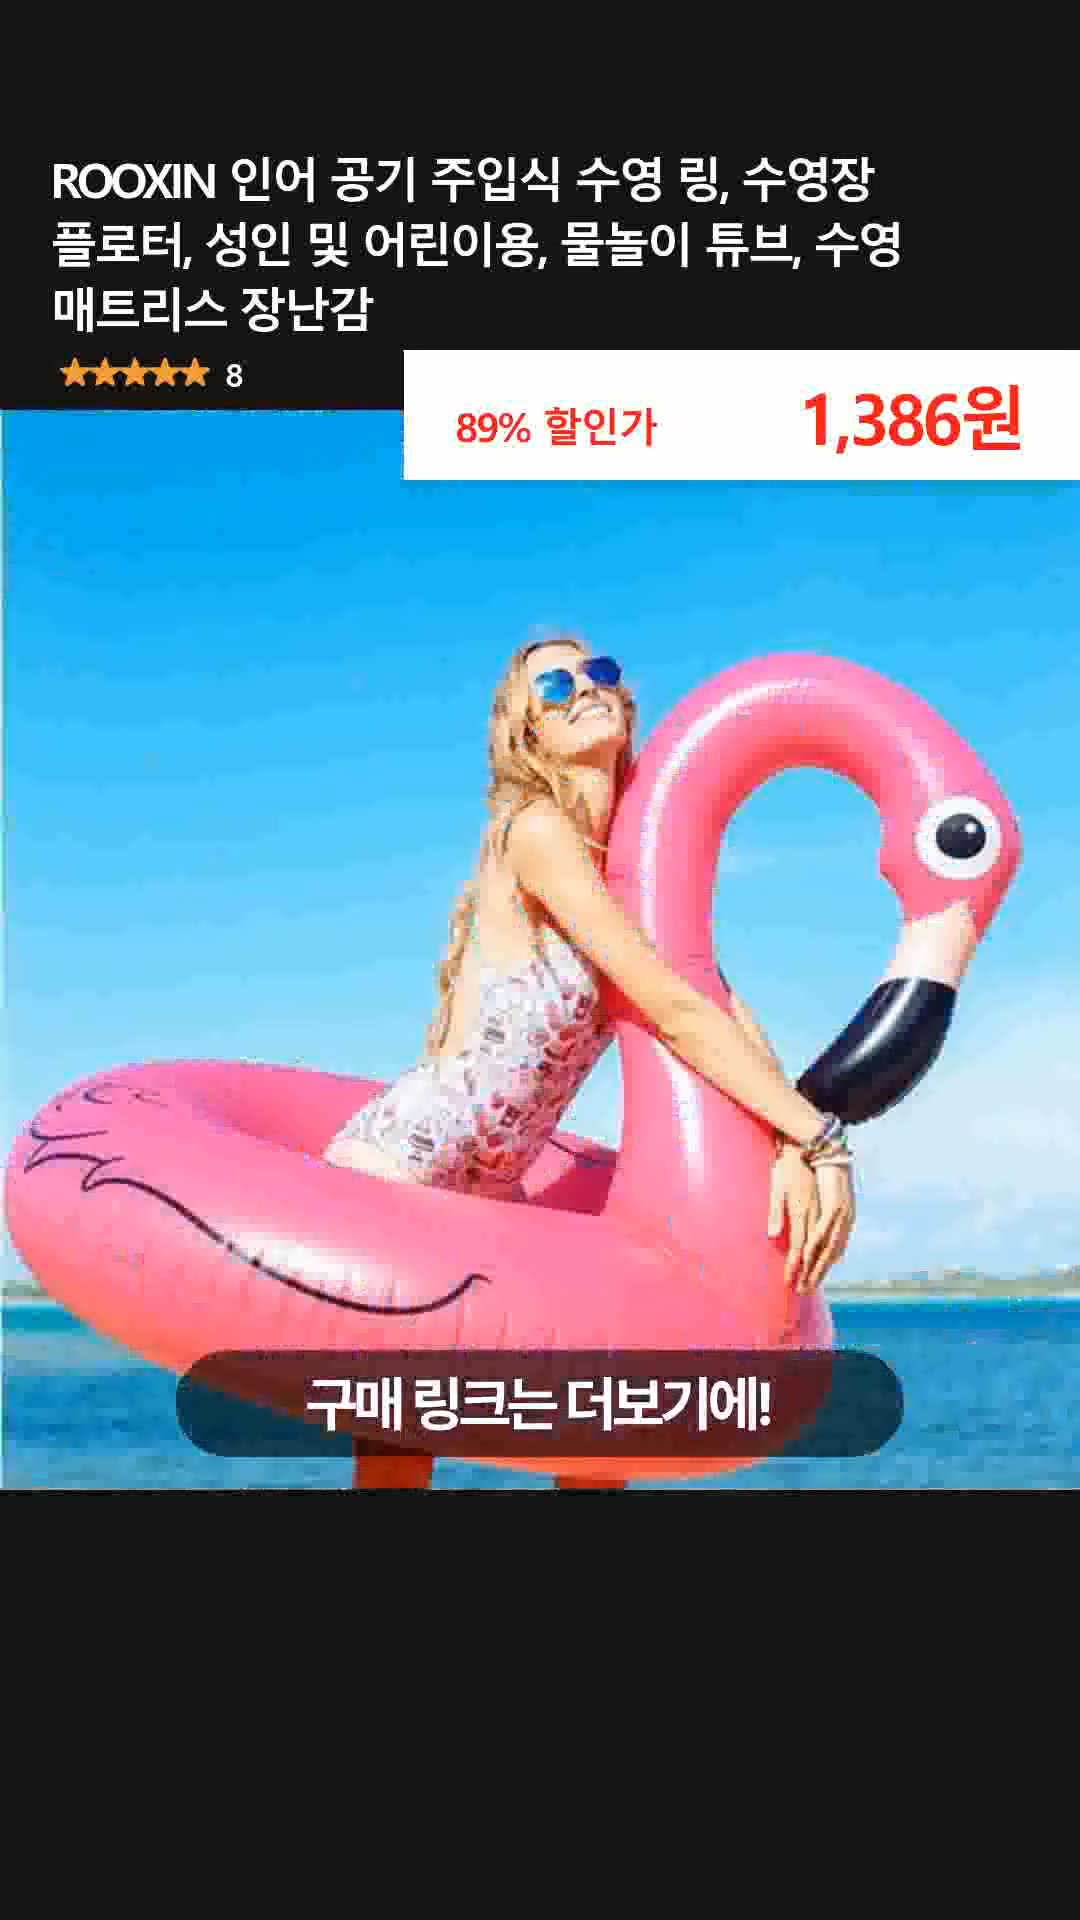 ROOXIN 인어 공기 주입식 수영 링, 수영장
플로터, 성인 및 어린이용, 물놀이 튜브, 수영
매트리스 장난감
8
89% 할인가
1,386원
구매 링크는 더보기에!